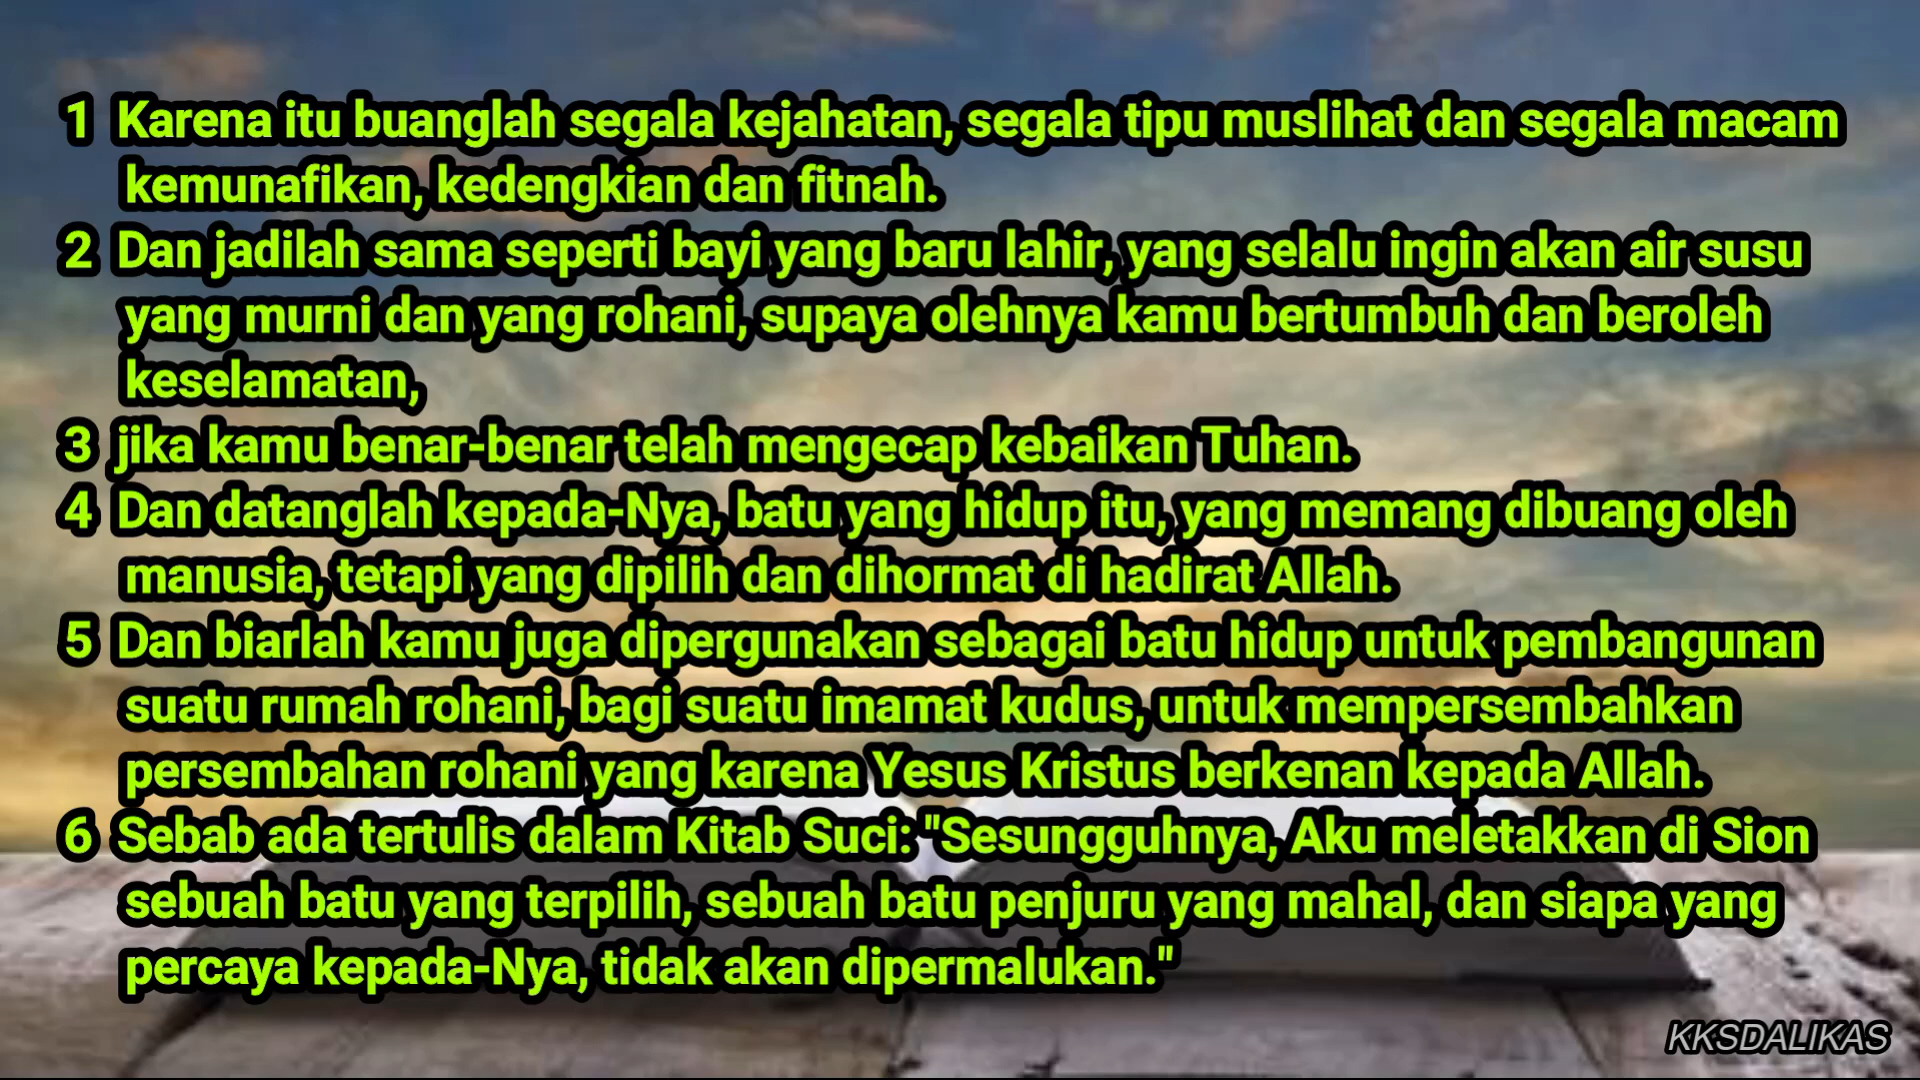 1 Karena itu buanglah segala kejahatan, segala tipu muslihat dan segala macam
kemunafikan, kedengkian dan fitnah.
2 Dan jadilah sama seperti bayi yang baru lahir, yang selalu ingin akan air susu
yang murni dan yang rohani, supaya olehnya kamu bertumbuh dan beroleh
keselamatan,
3 jika kamu benar-benar telah mengecap kebaikan Tuhan.
4 Dan datanglah kepada-Nya, batu yang hidup itu, yang memang dibuang oleh
manusia, tetapi yang dipilih dan dihormat di hadirat Allah.
5 Dan biarlah kamu juga dipergunakan sebagai batu hidup untuk pembangunan
suatu rumah rohani, bagi suatu imamat kudus, untuk mempersembahkan
persembahan rohani yang karena Yesus Kristus berkenan kepada Allah.
6 Sebab ada tertulis dalam Kitab Suci: "Sesungguhnya, Aku meletakkan di Sion
sebuah batu yang terpilih, sebuah batu penjuru yang mahal, dan siapa yang
percaya kepada-Nya, tidak akan dipermalukan."
KKSDALIKAS